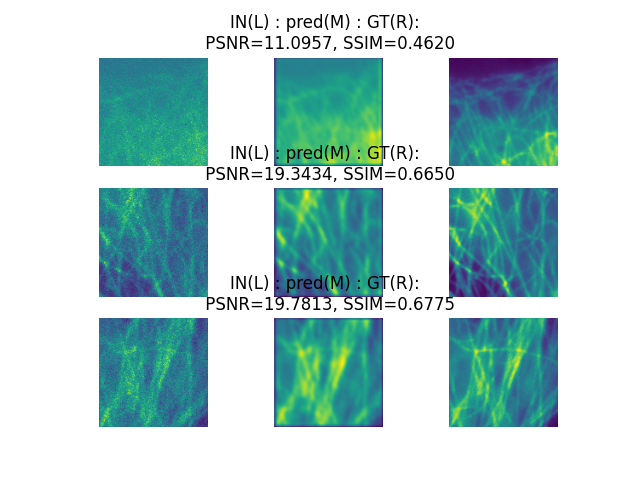 IN(L) : pred(M) : GT(R):
PSNR=11.0957, SSIM=0.4620
IN(L) : pred(M) : GT(R):
PSNR=19.3434, SSIM=0.6650
IN(L) : pred(M) : GT(R):
PSNR=19.7813, SSIM=0.6775